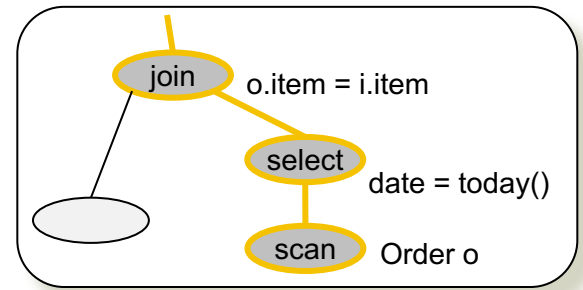 join
o.item = i.item
select
date = today()
scan
Order o